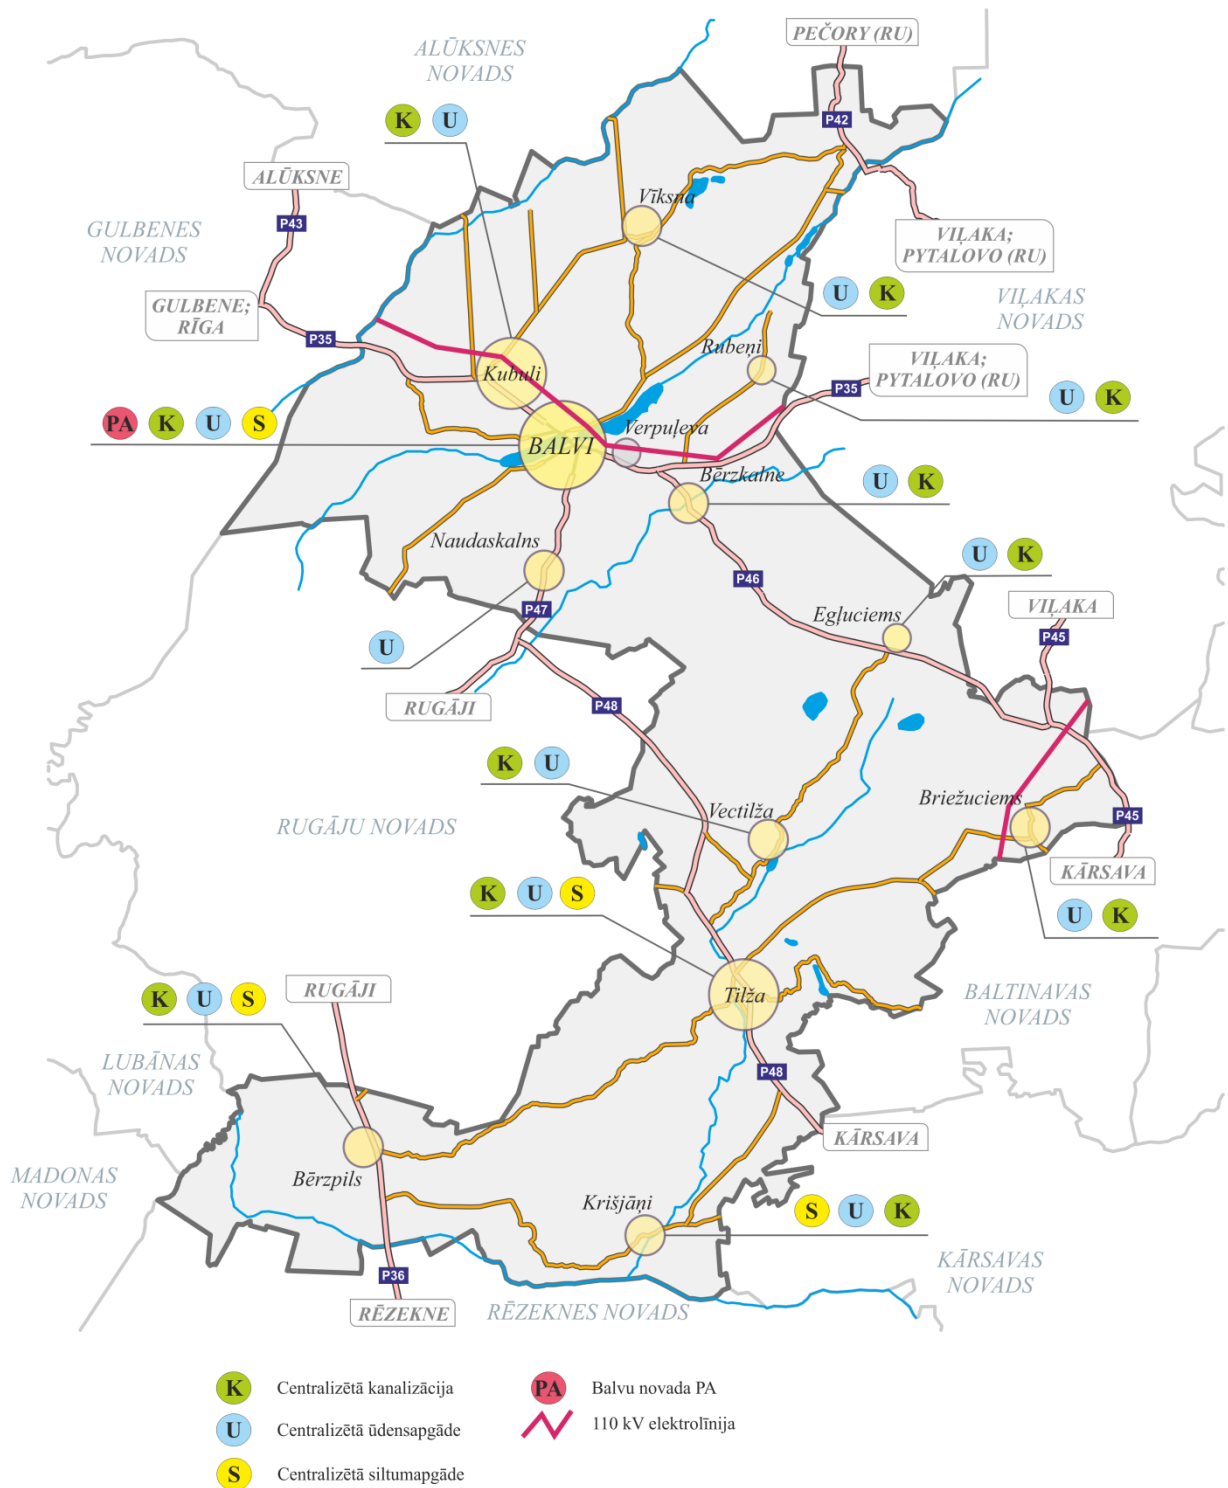 PEČORY (RU)
ALŪKSNES
NOVADS
K U
P42
ALŪKSNE
P43
GULBENES
NOVADS
Vīksna
VIĻAKA;
PYTALOVO (RU)
GULBENE;
RĪGA
U K
VIĻAKAS
NOVADS
P35
Rubeņi
VIĻAKA;
PYTALOVO (RU)
P35
Kubuli
U K
PA K U S
Verpuļeva
BALVI
Bērzkalne
U K
Naudaskalns
U K
P46
P47
VIĻAKA
Egļuciems
P45
U
RUGĀJI
P48
K U
Briežuciems
Vectilža
P45
RUGĀJU NOVADS
KĀRSAVA
K U S
U K
RUGĀJI
Tilža
BALTINAVAS
NOVADS
K U S
LUBĀNAS
NOVADS
P48
KĀRSAVA
Bērzpils
MADONAS
NOVADS
Krišjāņi
S U K
KĀRSAVAS
NOVADS
P36
RĒZEKNE
RĒZEKNES NOVADS
K Centralizētā kanalizācija
PA Balvu novada PA
U Centralizētā ūdensapgāde
110 kV elektrolīnija
S Centralizētā siltumapgāde